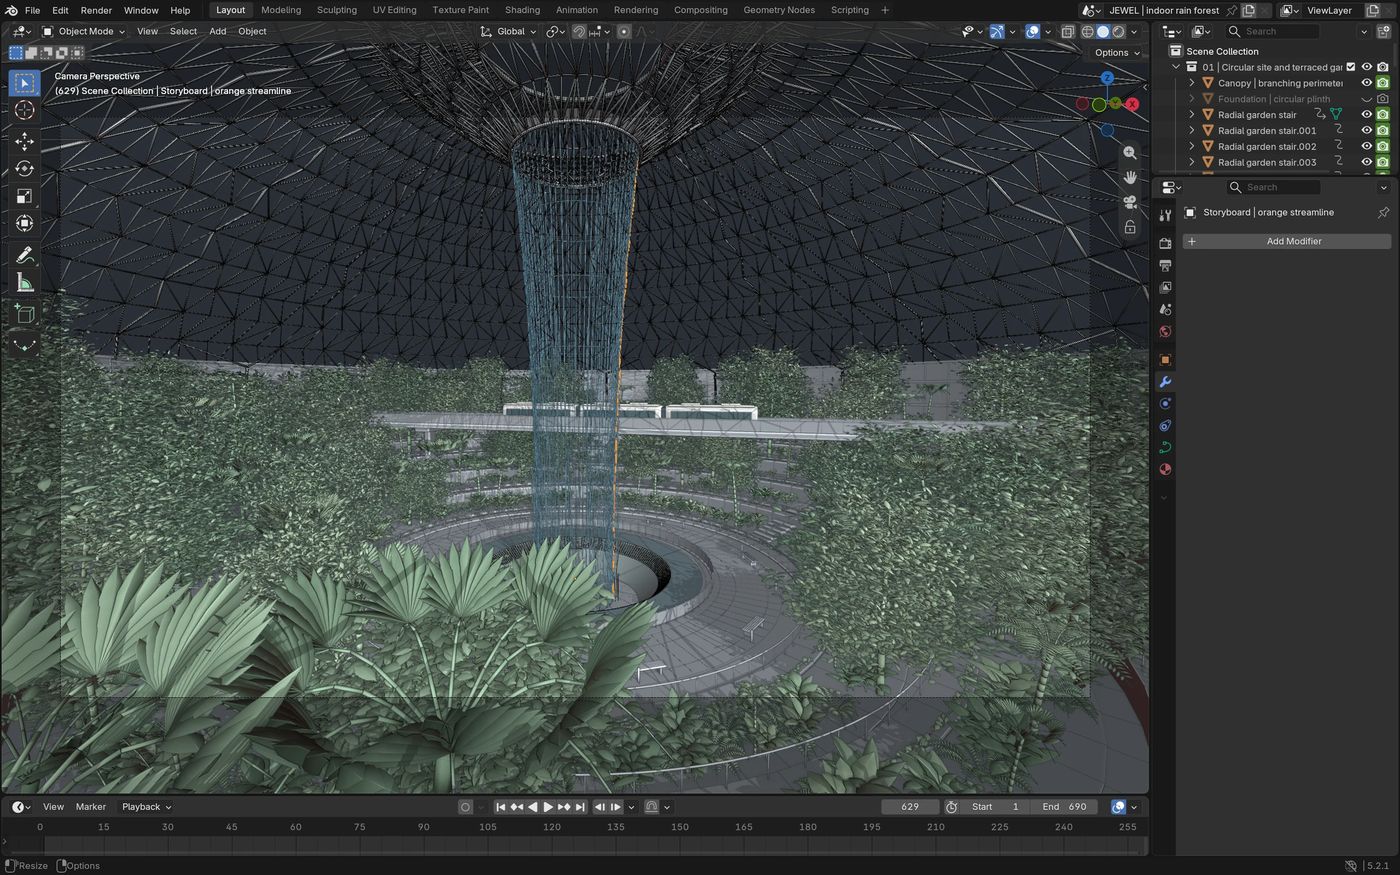 File Edit Render Window Help Layout Modeling Sculpting UV Editing Texture Paint Shading Animation Rendering Compositing Geometry Nodes Scripting + JEWEL | indoor rain forest ViewLayer
Object Mode View Select Add Object Global Search
Options
Camera Perspective
(629) Scene Collection | Storyboard | orange streamline
Z
Y
X
Scene Collection
01 | Circular site and terraced gar
Canopy | branching perimeter
Foundation | circular plinth
Radial garden stair
Radial garden stair.001
Radial garden stair.002
Radial garden stair.003
Search
Storyboard | orange streamline
+ Add Modifier
View Marker Playback 629 Start 1 End 690
0 15 30 45 60 75 90 105 120 135 150 165 180 195 210 225 240 255
Resize Options 5.2.1